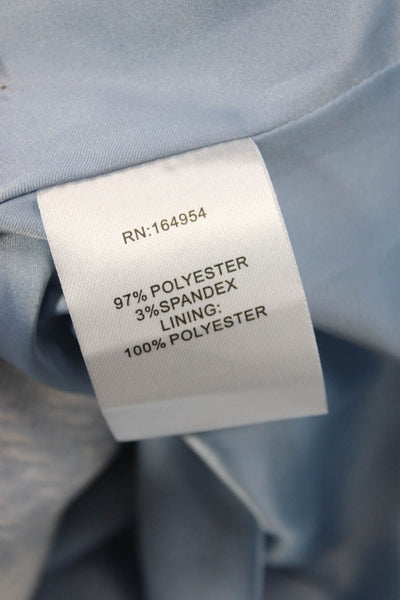 RN:164954
97% POLYESTER
3%SPANDEX
LINING:
100% POLYESTER